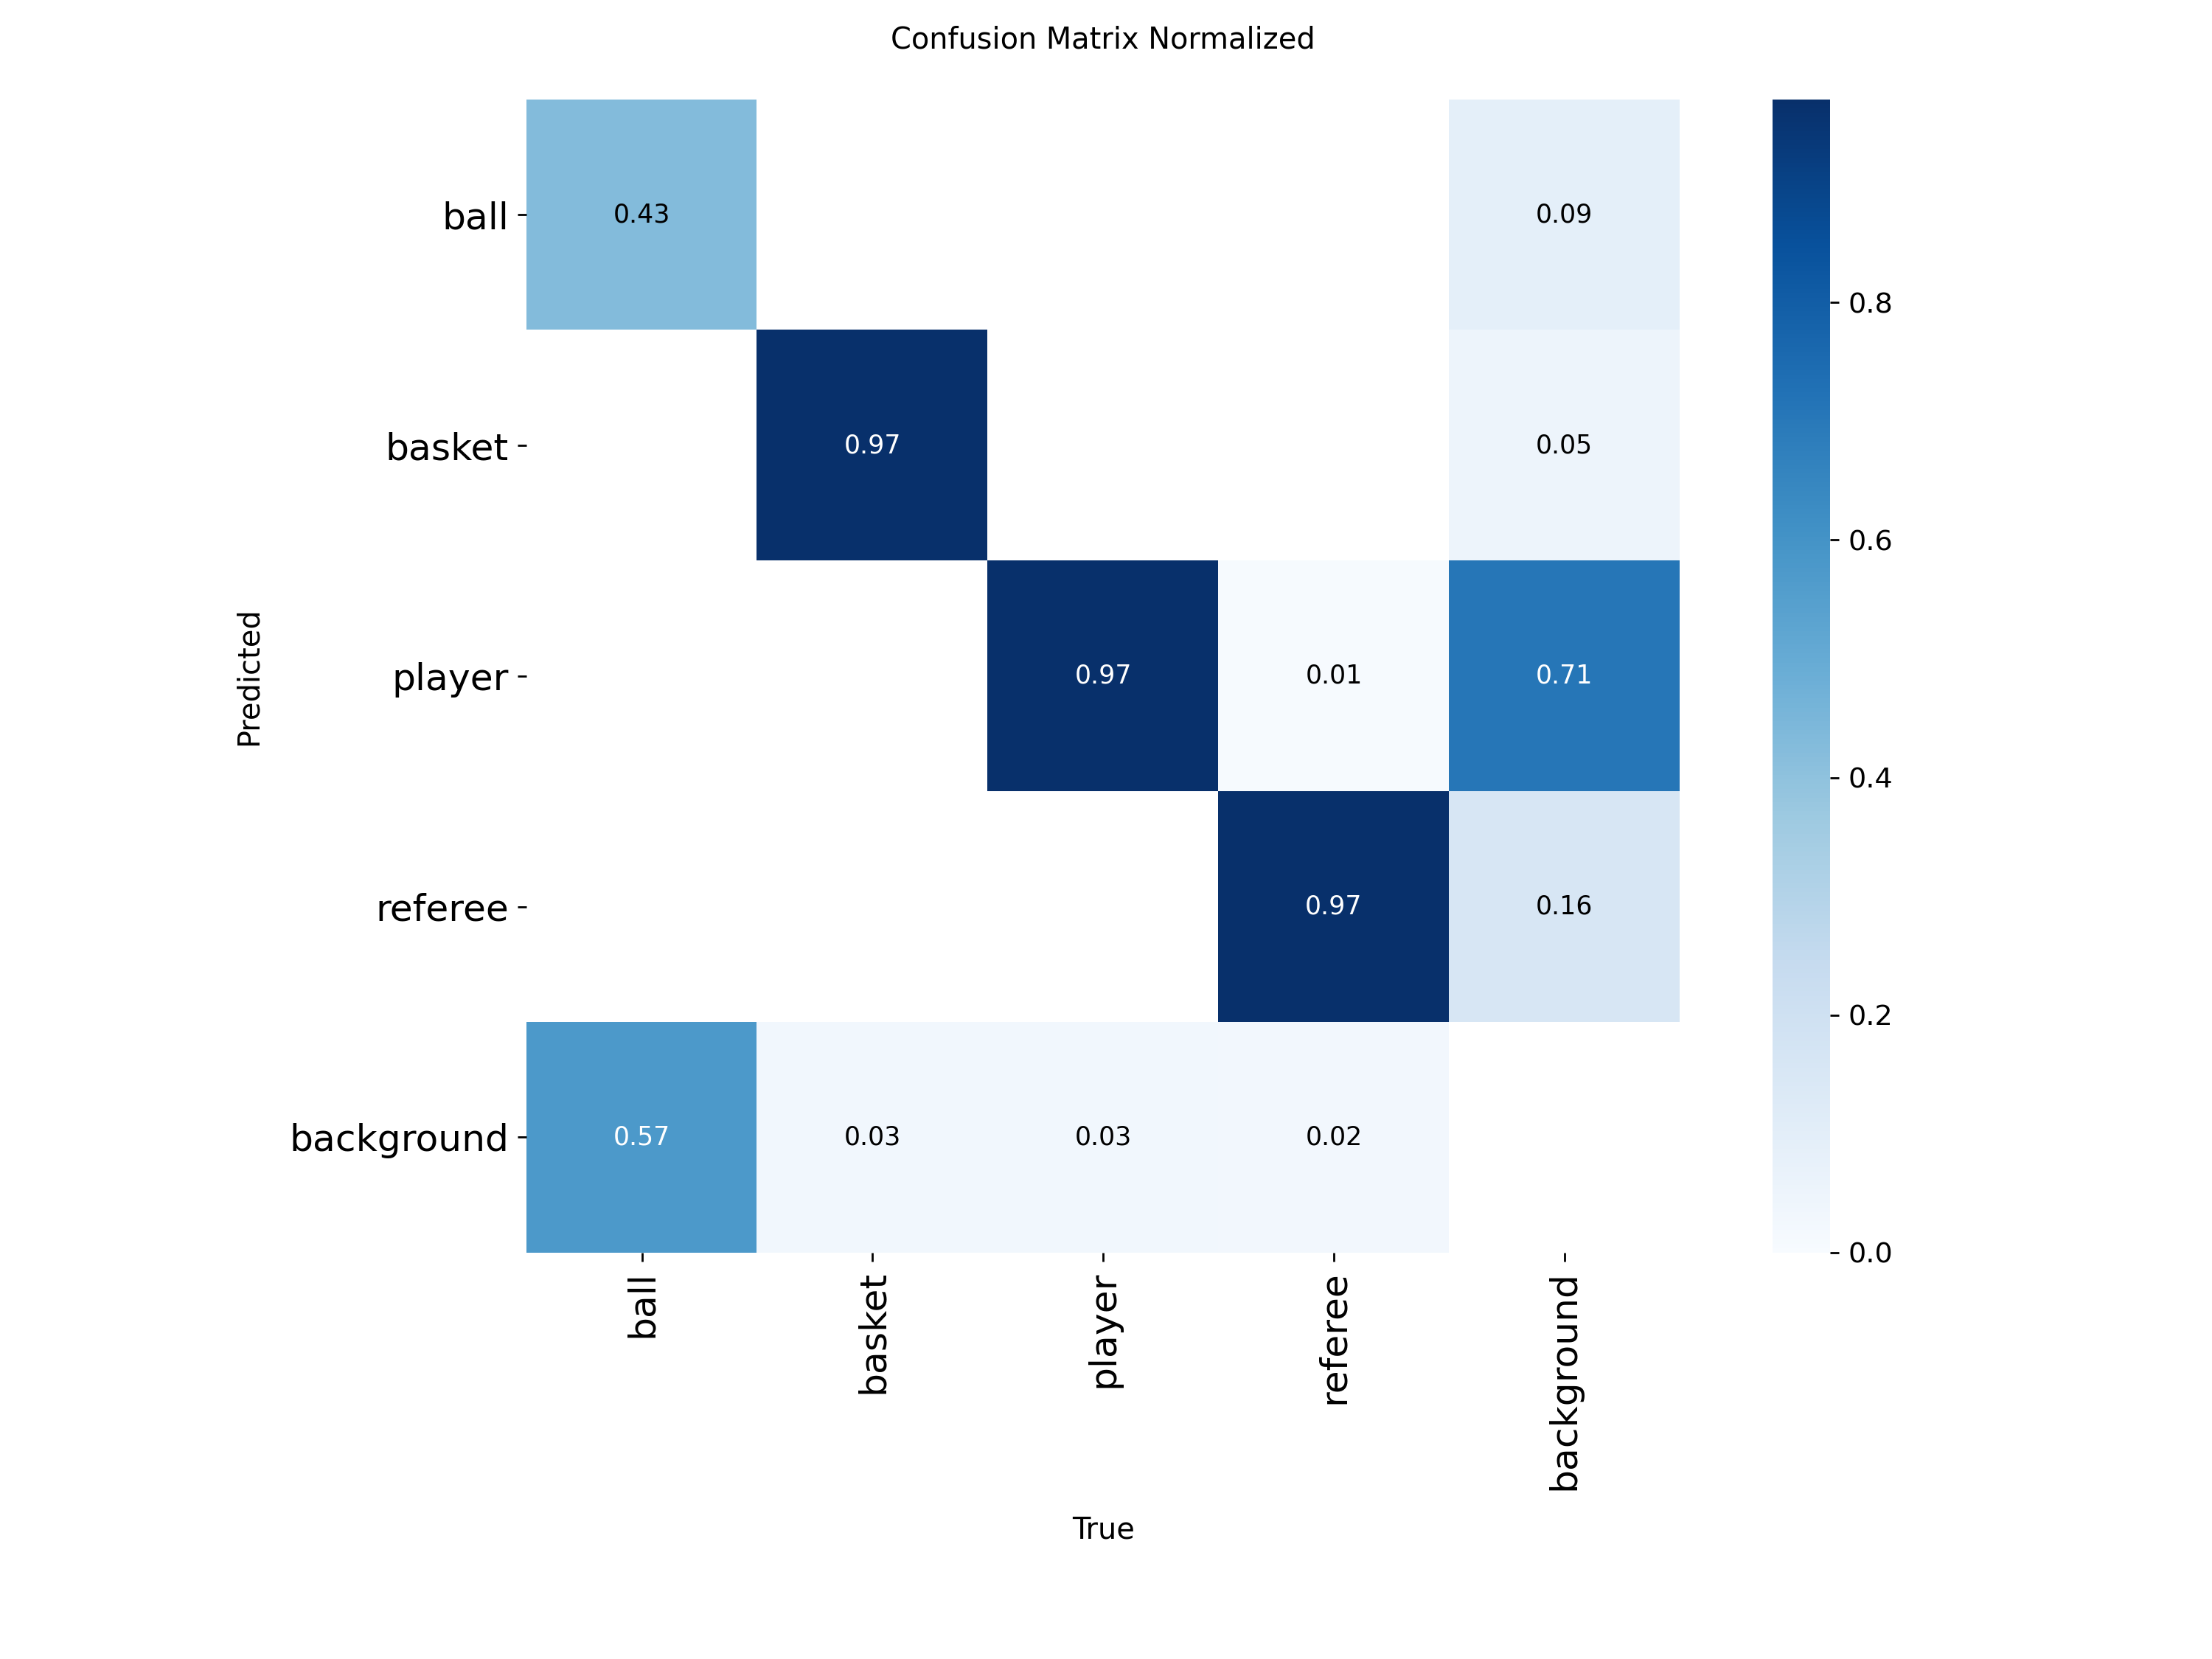 Confusion Matrix Normalized
ball
0.43
0.09
basket
0.97
0.05
player
0.97
0.01
0.71
referee
0.97
0.16
background
0.57
0.03
0.03
0.02
ball
basket
player
referee
background
Predicted
True
0.8
0.6
0.4
0.2
0.0